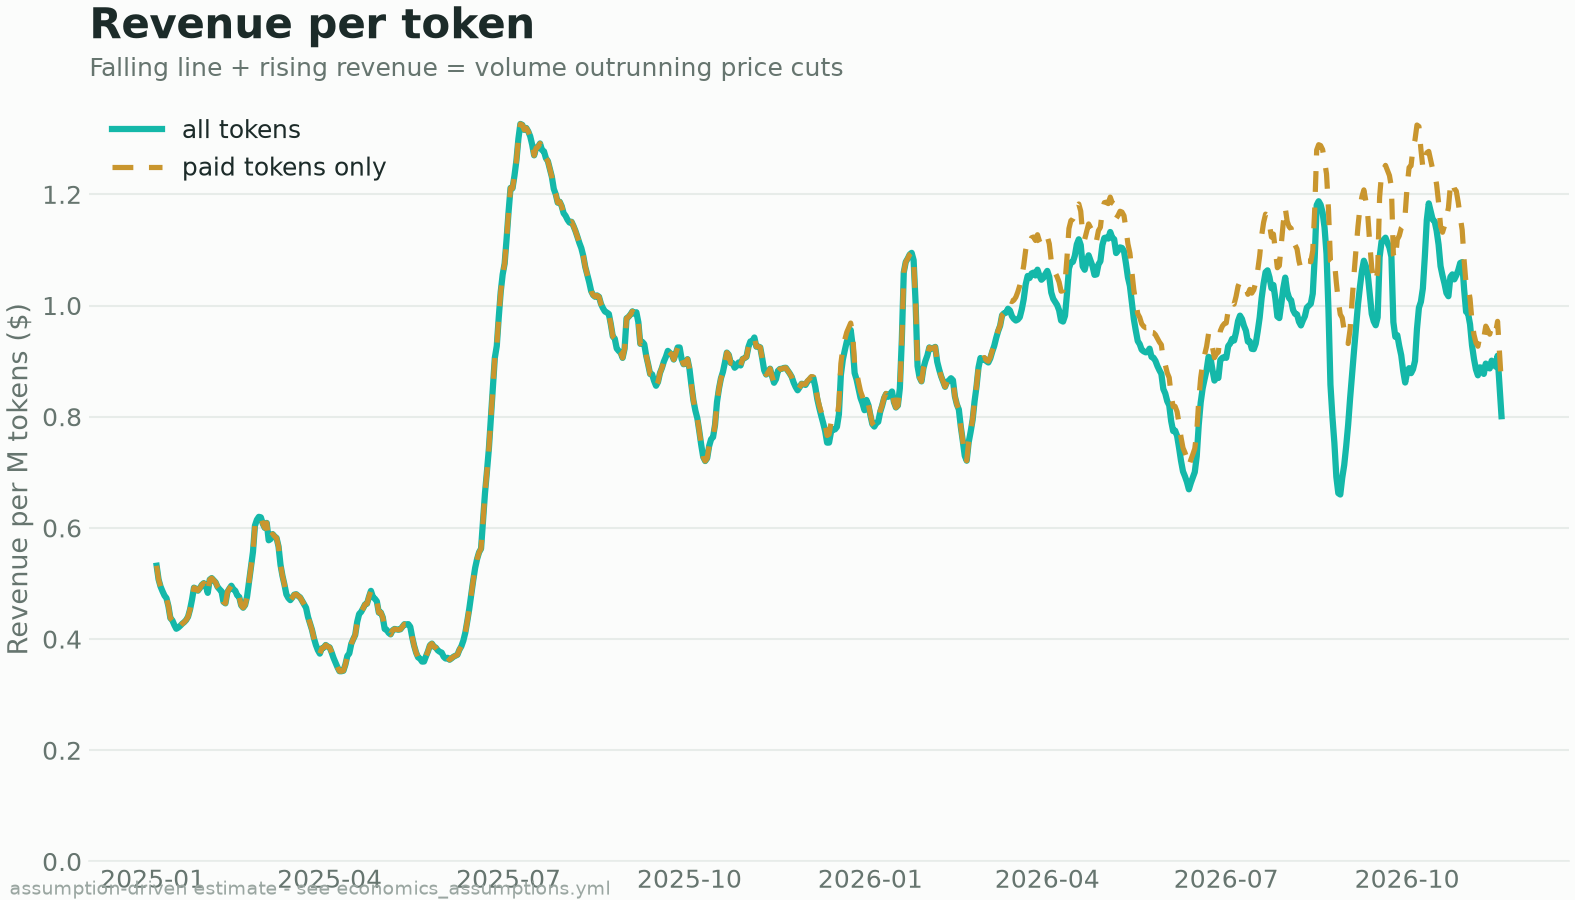 Revenue per token
Falling line + rising revenue = volume outrunning price cuts
all tokens
paid tokens only
Revenue per M tokens ($)
1.2
1.0
0.8
0.6
0.4
0.2
0.0
2025-01 2025-04 2025-07 2025-10 2026-01 2026-04 2026-07 2026-10
assumption-driven estimate - see economics_assumptions.yml